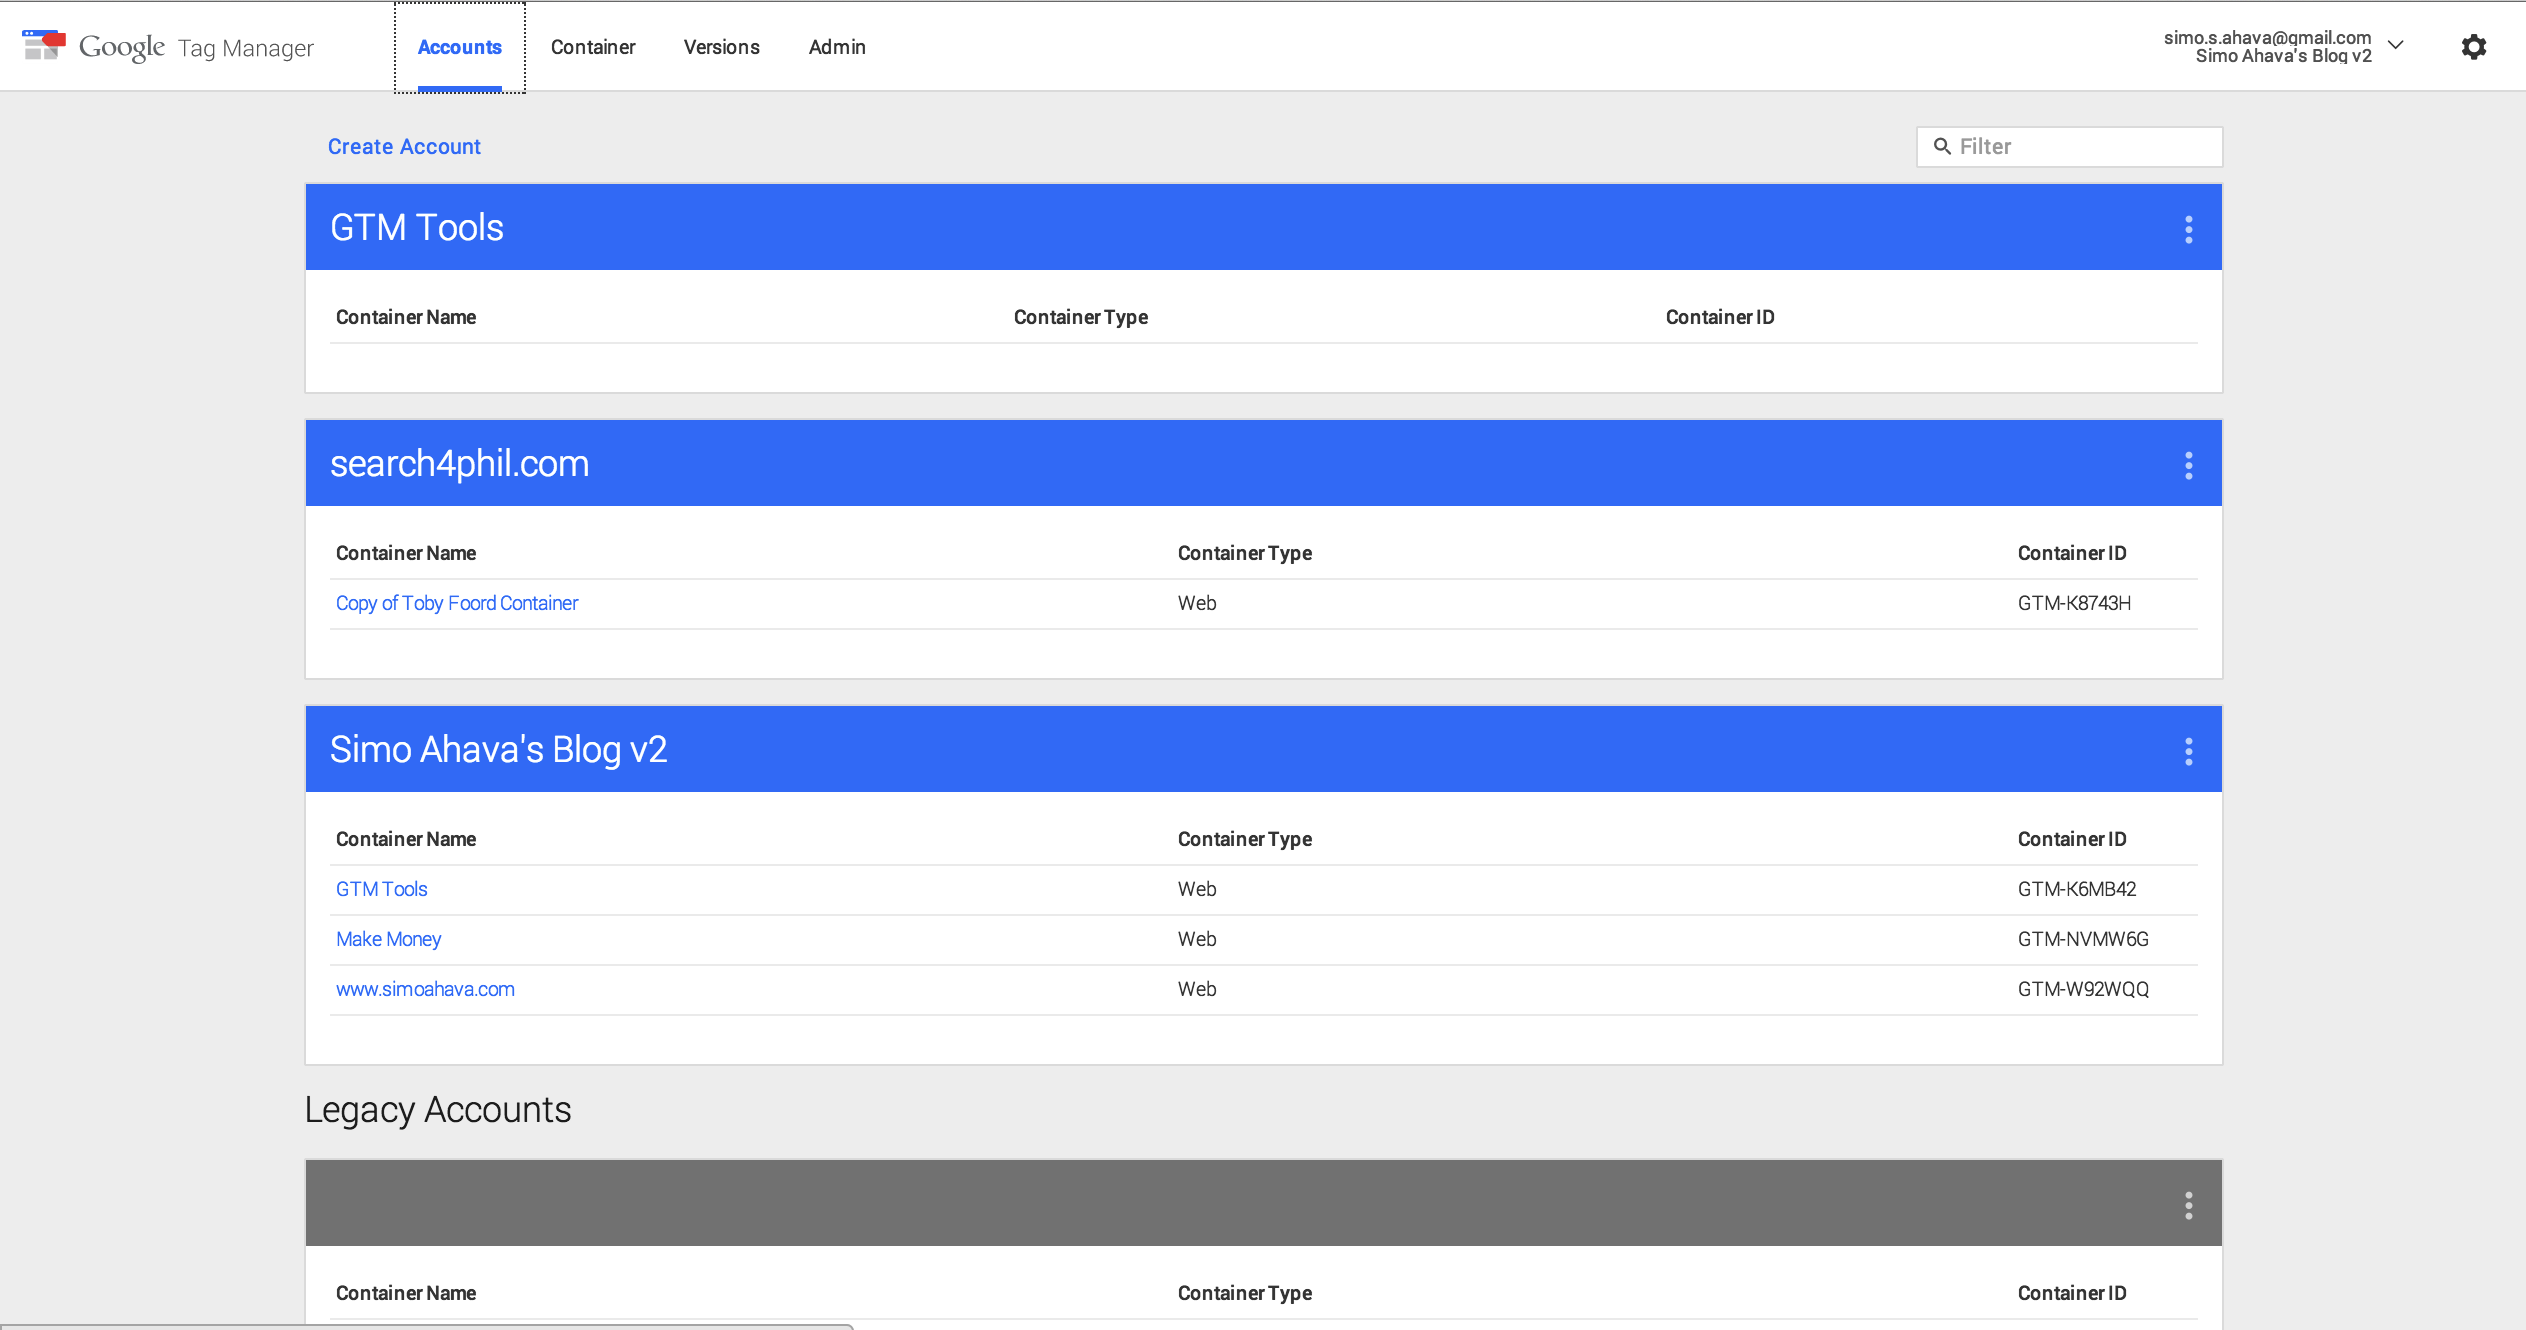 Google Tag Manager
Accounts Container Versions Admin
simo.s.ahava@gmail.com
Simo Ahava's Blog v2
Create Account
Filter
GTM Tools
Container Name Container Type Container ID
search4phil.com
Container Name Container Type Container ID
Copy of Toby Foord Container Web GTM-K8743H
Simo Ahava's Blog v2
Container Name Container Type Container ID
GTM Tools Web GTM-K6MB42
Make Money Web GTM-NVMW6G
www.simoahava.com Web GTM-W92WQQ
Legacy Accounts
Container Name Container Type Container ID